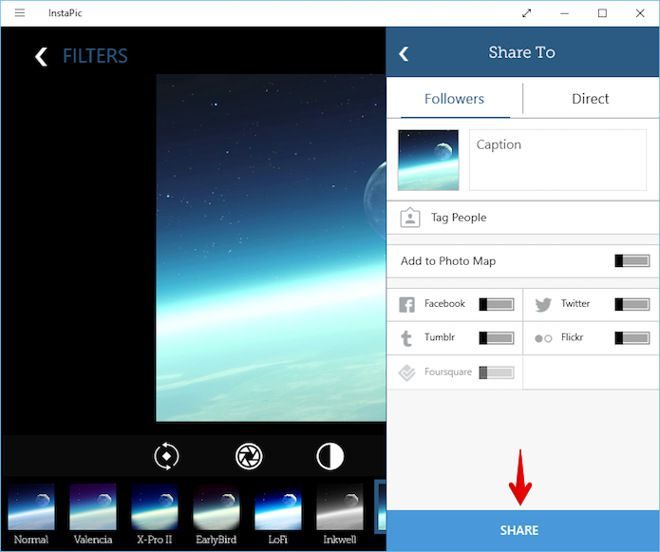 InstaPic
FILTERS
Share To
Followers
Direct
Caption
Tag People
Add to Photo Map
Facebook
Twitter
Tumblr
Flickr
Foursquare
Normal
Valencia
X-Pro II
EarlyBird
LoFi
Inkwell
SHARE